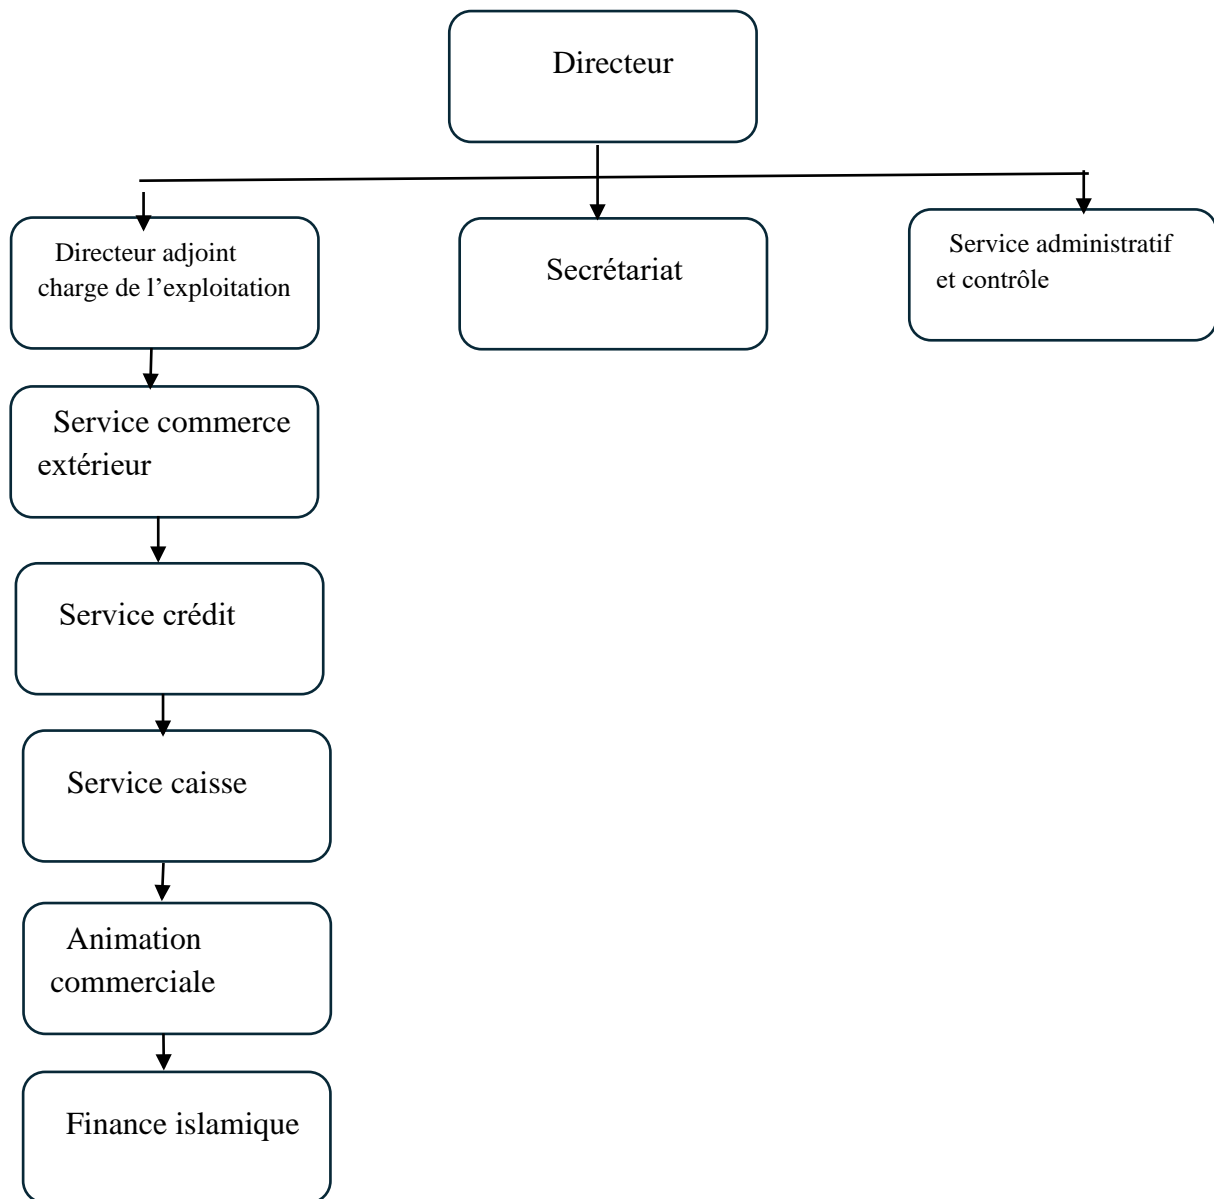 Directeur
Directeur adjoint
charge de l’exploitation
Secrétariat
Service administratif
et contrôle
Service commerce
extérieur
Service crédit
Service caisse
Animation
commerciale
Finance islamique